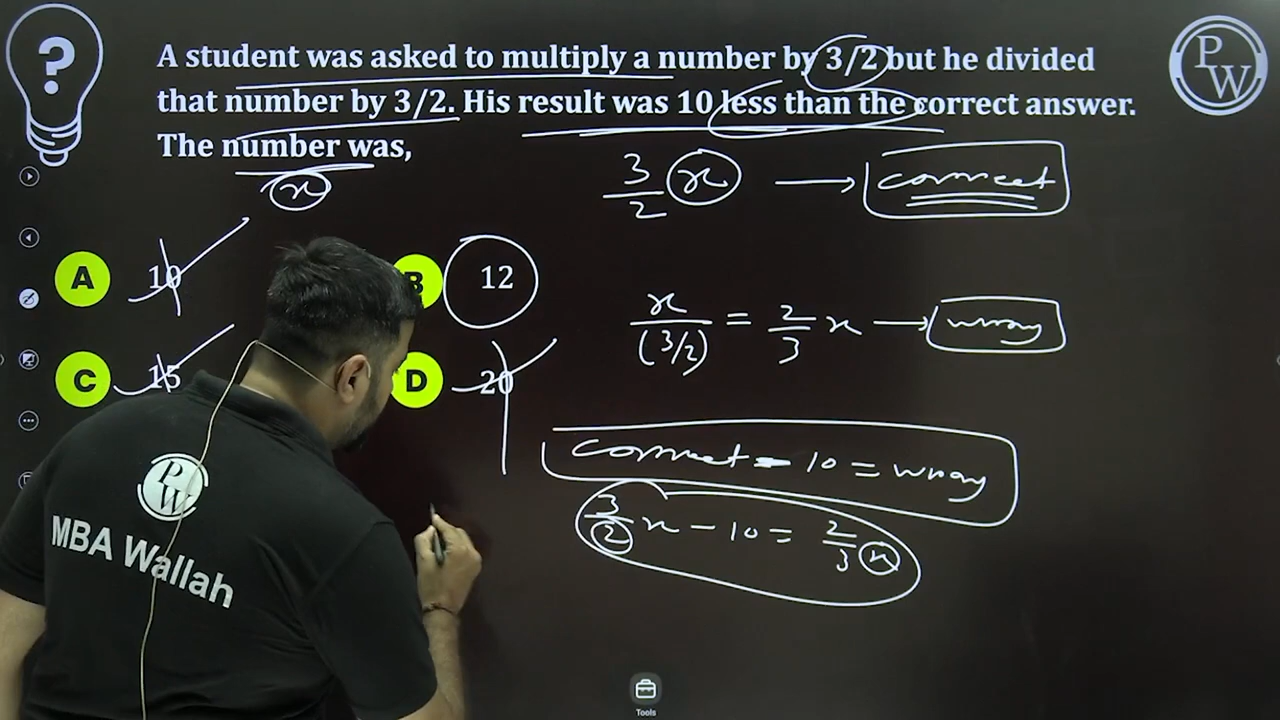 A student was asked to multiply a number by 3/2 but he divided
that number by 3/2. His result was 10 less than the correct answer.
The number was,
x
3/2 x → correct
A 10
B 12
x/(3/2) = 2/3 x → wrong
C 15
D 20
correct - 10 = wrong
3/2 x - 10 = 2/3 x
PW
PW
MBA Wallah
Tools